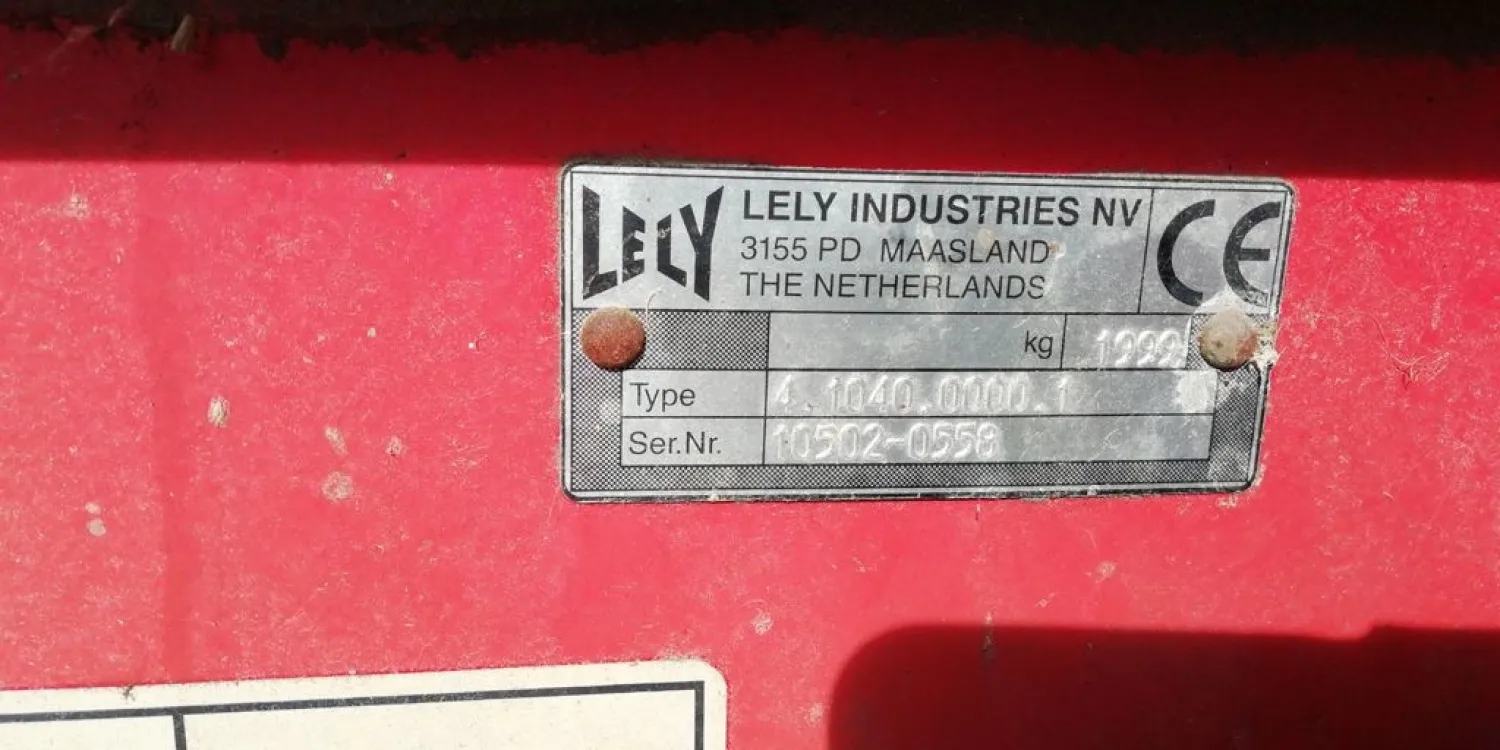 LELY
LELY INDUSTRIES NV
3155 PD MAASLAND
THE NETHERLANDS
CE
kg 1999
Type 4.1040.0000.1
Ser.Nr. 10502-0558